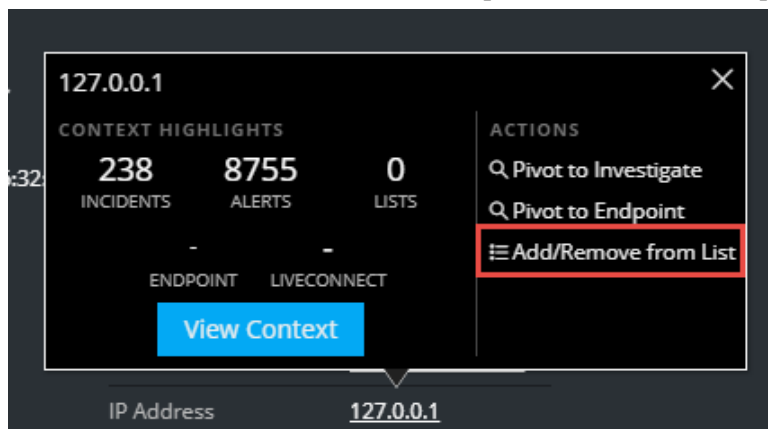 127.0.0.1
CONTEXT HIGHLIGHTS
238 8755 0
INCIDENTS ALERTS LISTS
- -
ENDPOINT LIVECONNECT
View Context
ACTIONS
Pivot to Investigate
Pivot to Endpoint
Add/Remove from List
:32:
IP Address 127.0.0.1